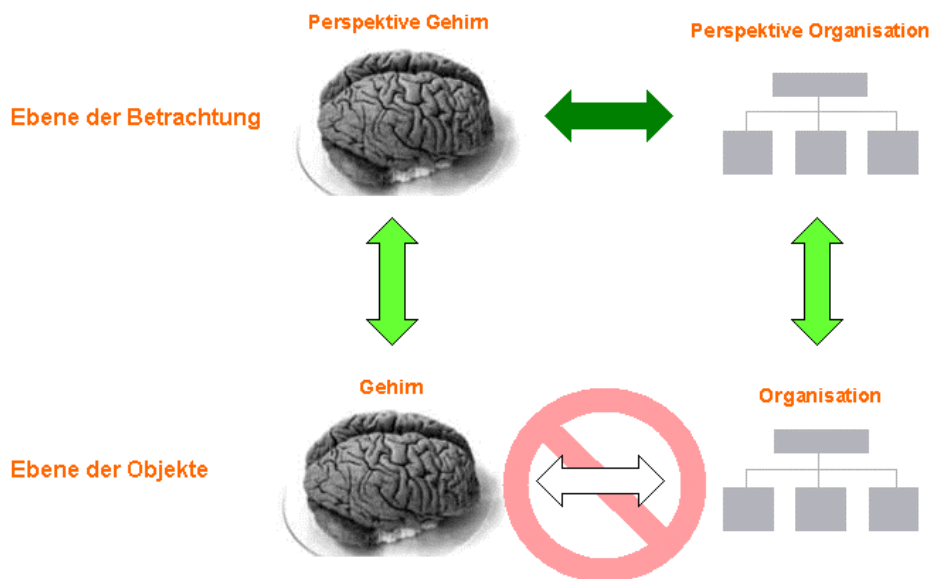 Perspektive Gehirn
Perspektive Organisation
Ebene der Betrachtung
Gehirn
Organisation
Ebene der Objekte